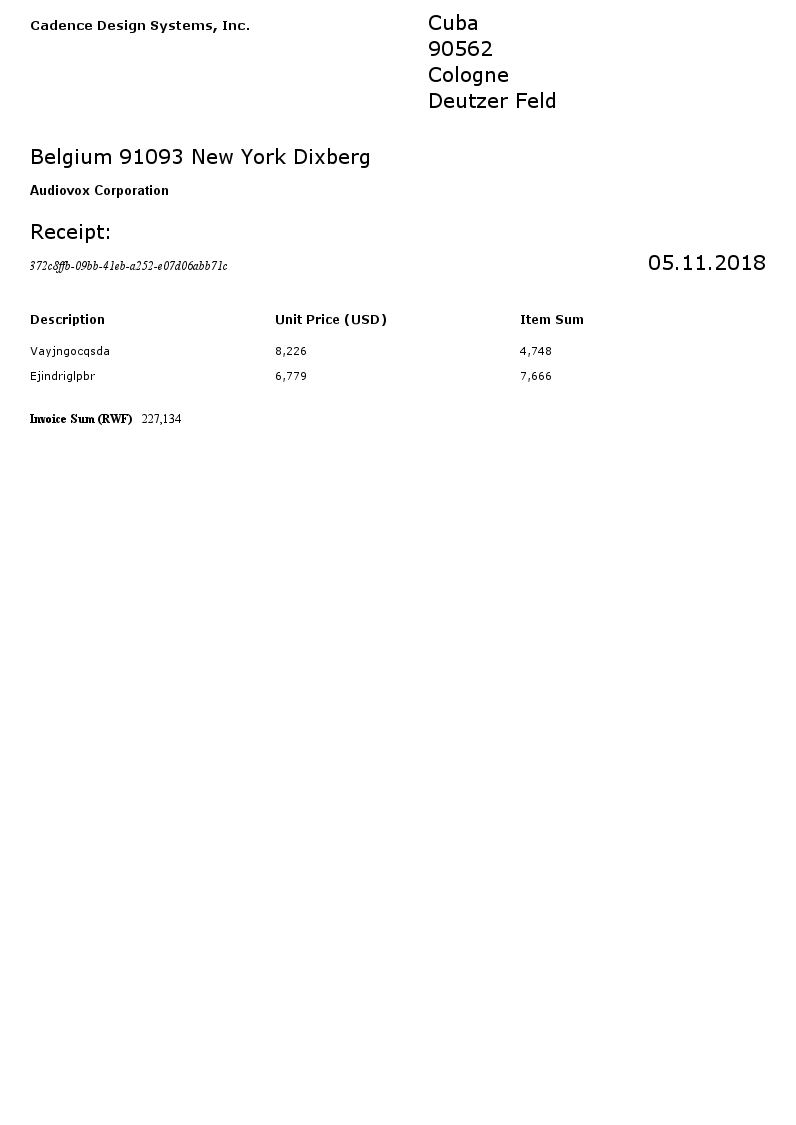 Cadence Design Systems, Inc.
Cuba
90562
Cologne
Deutzer Feld
Belgium 91093 New York Dixberg
Audiovox Corporation
Receipt:
372c8ffb-09bb-41eb-a252-e07d06abb71c
05.11.2018
Description Unit Price (USD) Item Sum
Vayjngocqsda 8,226 4,748
Ejindriglpbr 6,779 7,666
Invoice Sum (RWF) 227,134